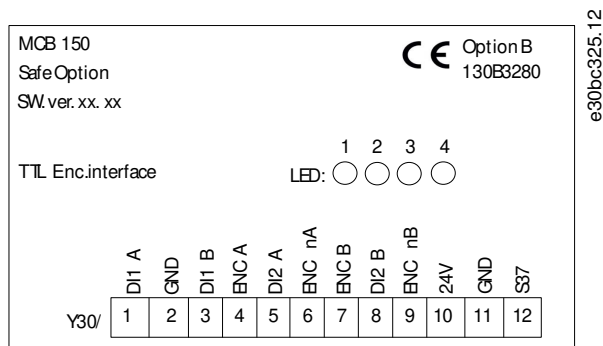 MCB 150
Safe Option
SW. ver. xx. xx
CE Option B
130B3280
e30bc325.12
TTL Enc.interface
LED: 1 2 3 4
DI1 A GND DI1 B ENC A DI2 A ENC nA ENC B DI2 B ENC nB 24V GND S37
Y30/ 1 2 3 4 5 6 7 8 9 10 11 12